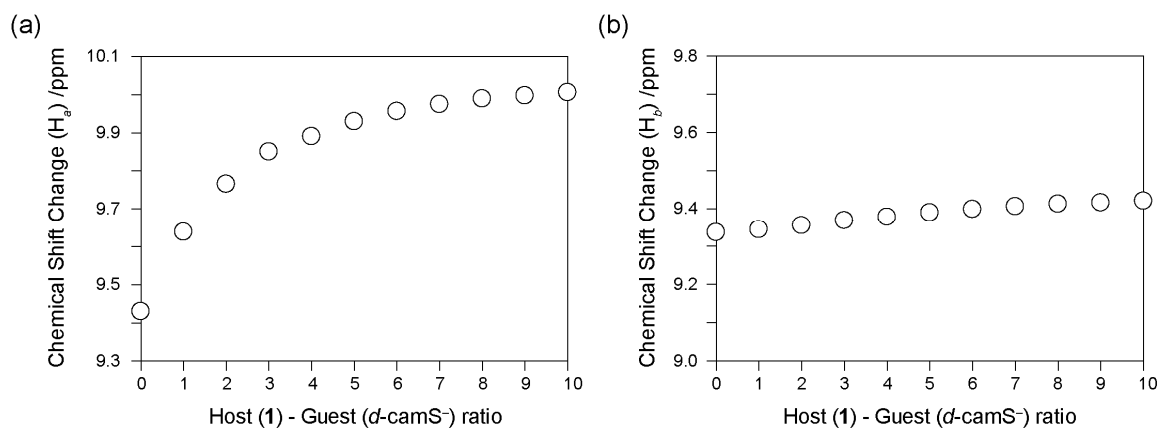 (a)
Chemical Shift Change (Ha) /ppm
10.1
9.9
9.7
9.5
9.3
0 1 2 3 4 5 6 7 8 9 10
Host (1) - Guest (d-camS–) ratio
(b)
Chemical Shift Change (Hb) /ppm
9.8
9.6
9.4
9.2
9.0
0 1 2 3 4 5 6 7 8 9 10
Host (1) - Guest (d-camS–) ratio